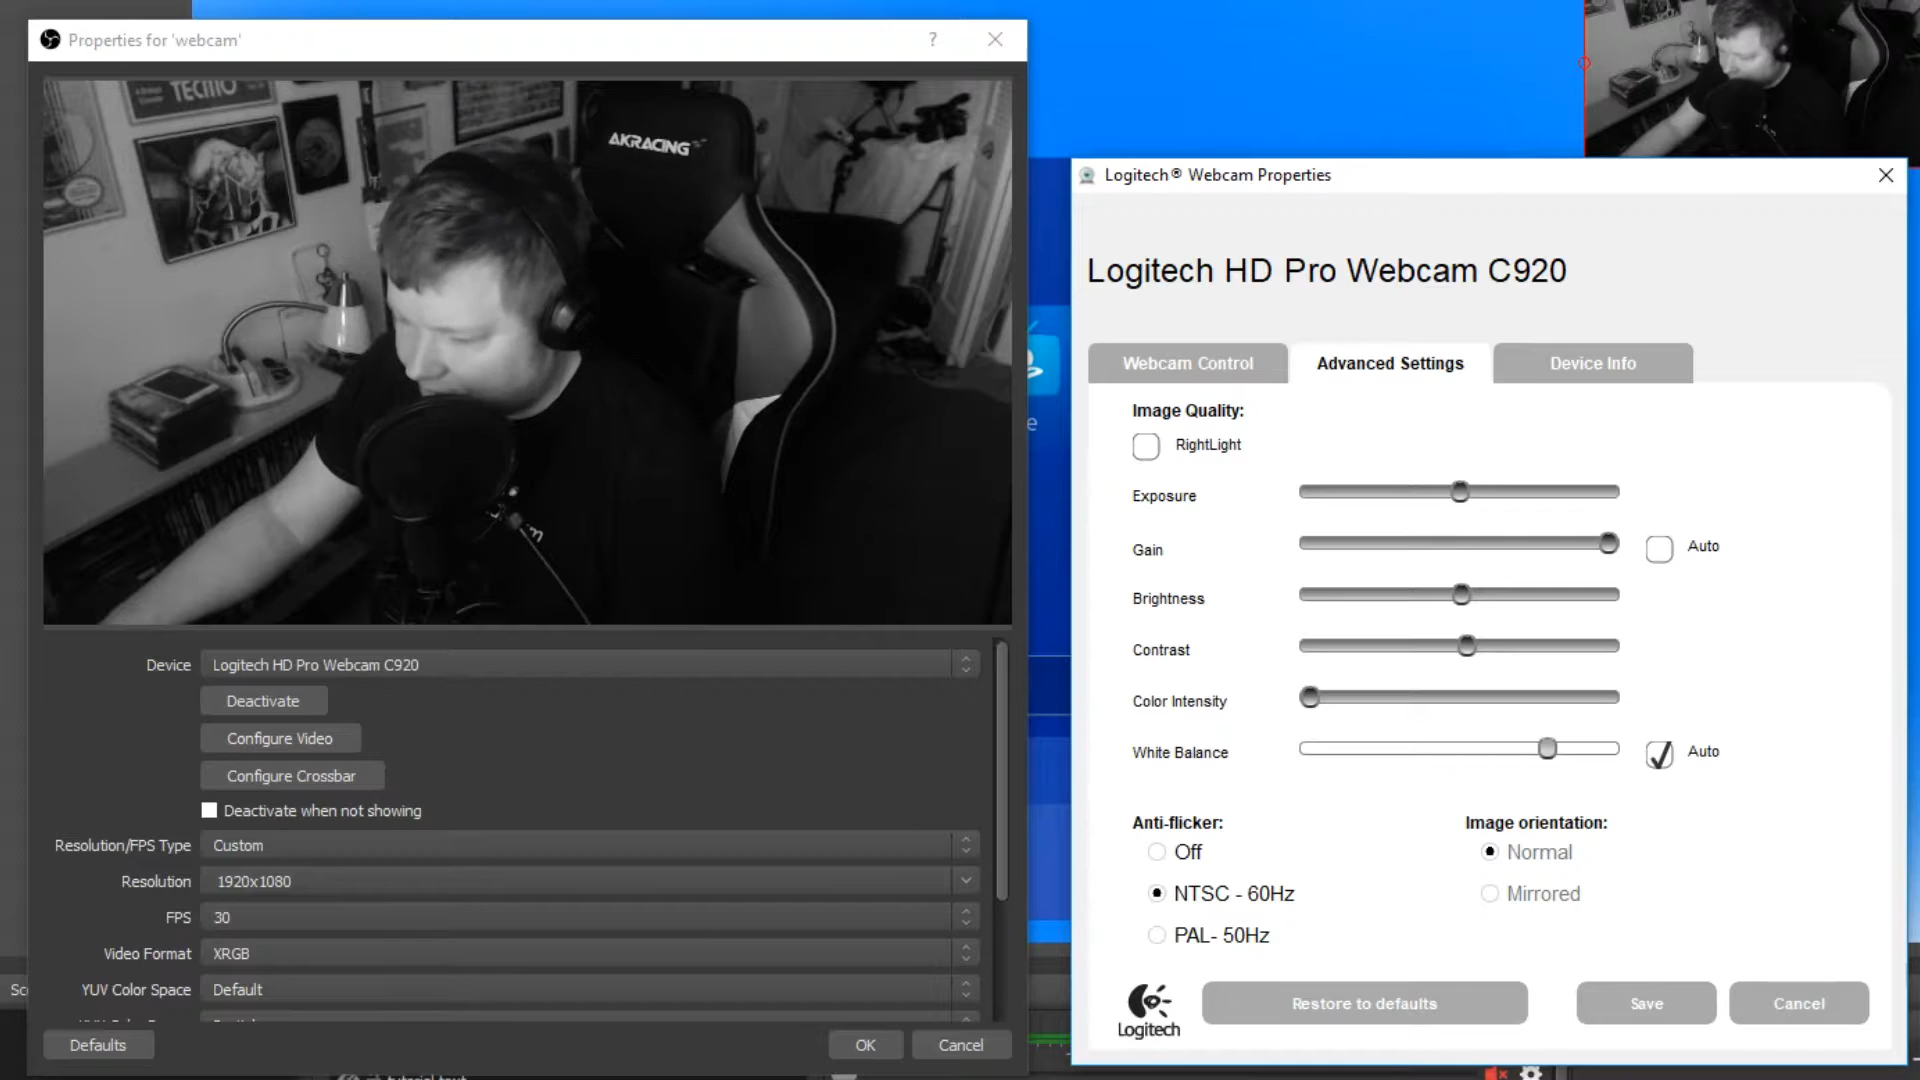 Properties for 'webcam'
?
TECMO
AKRACING
Device
Logitech HD Pro Webcam C920
Deactivate
Configure Video
Configure Crossbar
Deactivate when not showing
Resolution/FPS Type
Custom
Resolution
1920x1080
FPS
30
Video Format
XRGB
YUV Color Space
Default
Defaults
OK
Cancel
Logitech® Webcam Properties
Logitech HD Pro Webcam C920
Webcam Control
Advanced Settings
Device Info
Image Quality:
RightLight
Exposure
Gain
Auto
Brightness
Contrast
Color Intensity
White Balance
Auto
Anti-flicker:
Off
NTSC - 60Hz
PAL- 50Hz
Image orientation:
Normal
Mirrored
Logitech
Restore to defaults
Save
Cancel